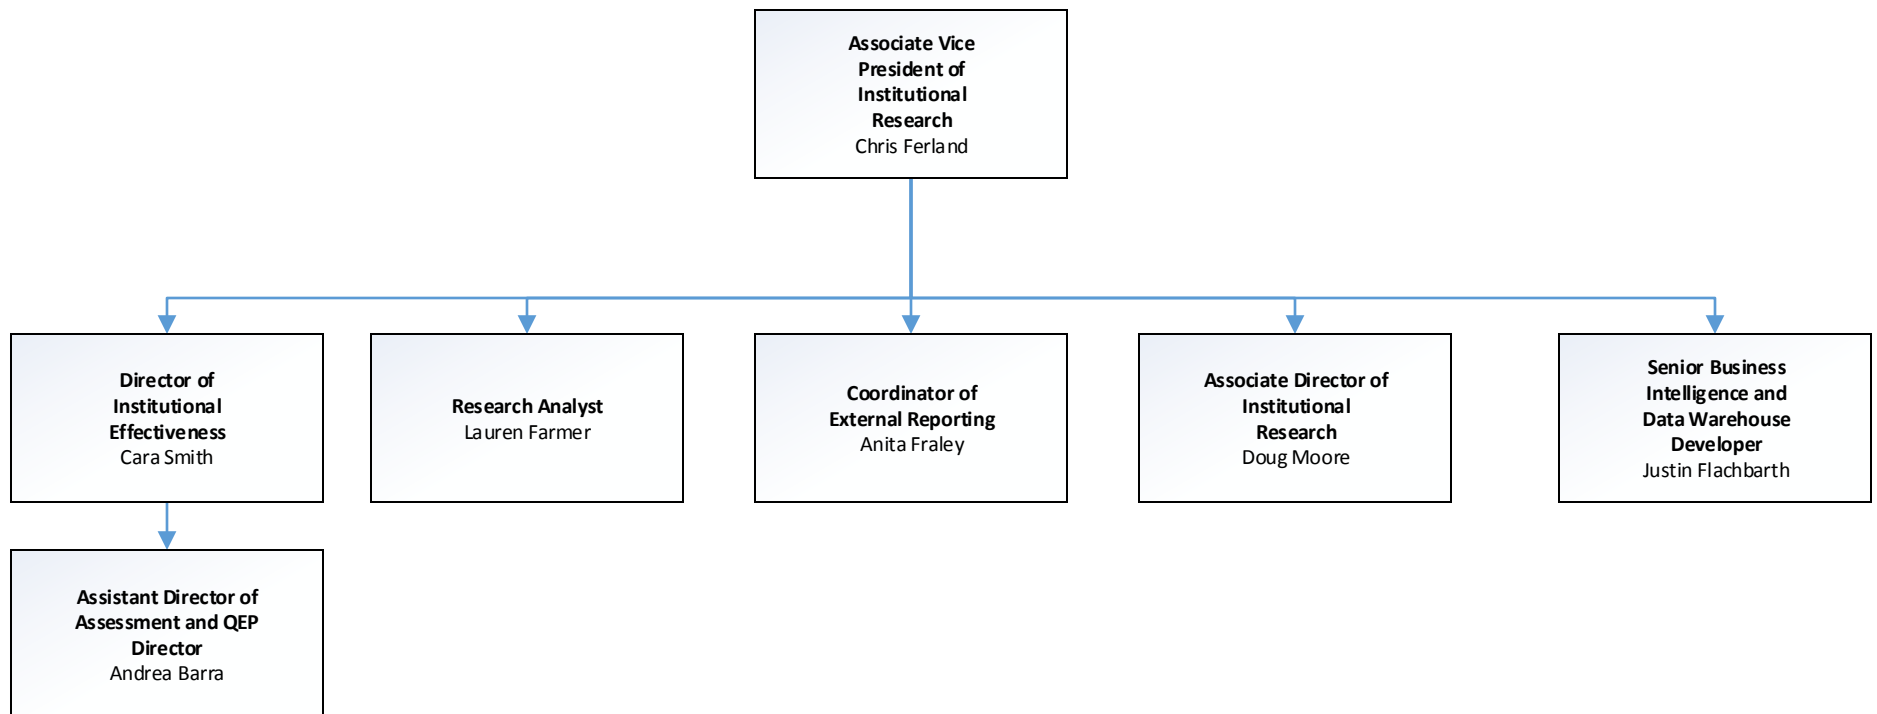 Associate Vice
President of
Institutional
Research
Chris Ferland
Director of
Institutional
Effectiveness
Cara Smith
Research Analyst
Lauren Farmer
Coordinator of
External Reporting
Anita Fraley
Associate Director of
Institutional
Research
Doug Moore
Senior Business
Intelligence and
Data Warehouse
Developer
Justin Flachbarth
Assistant Director of
Assessment and QEP
Director
Andrea Barra